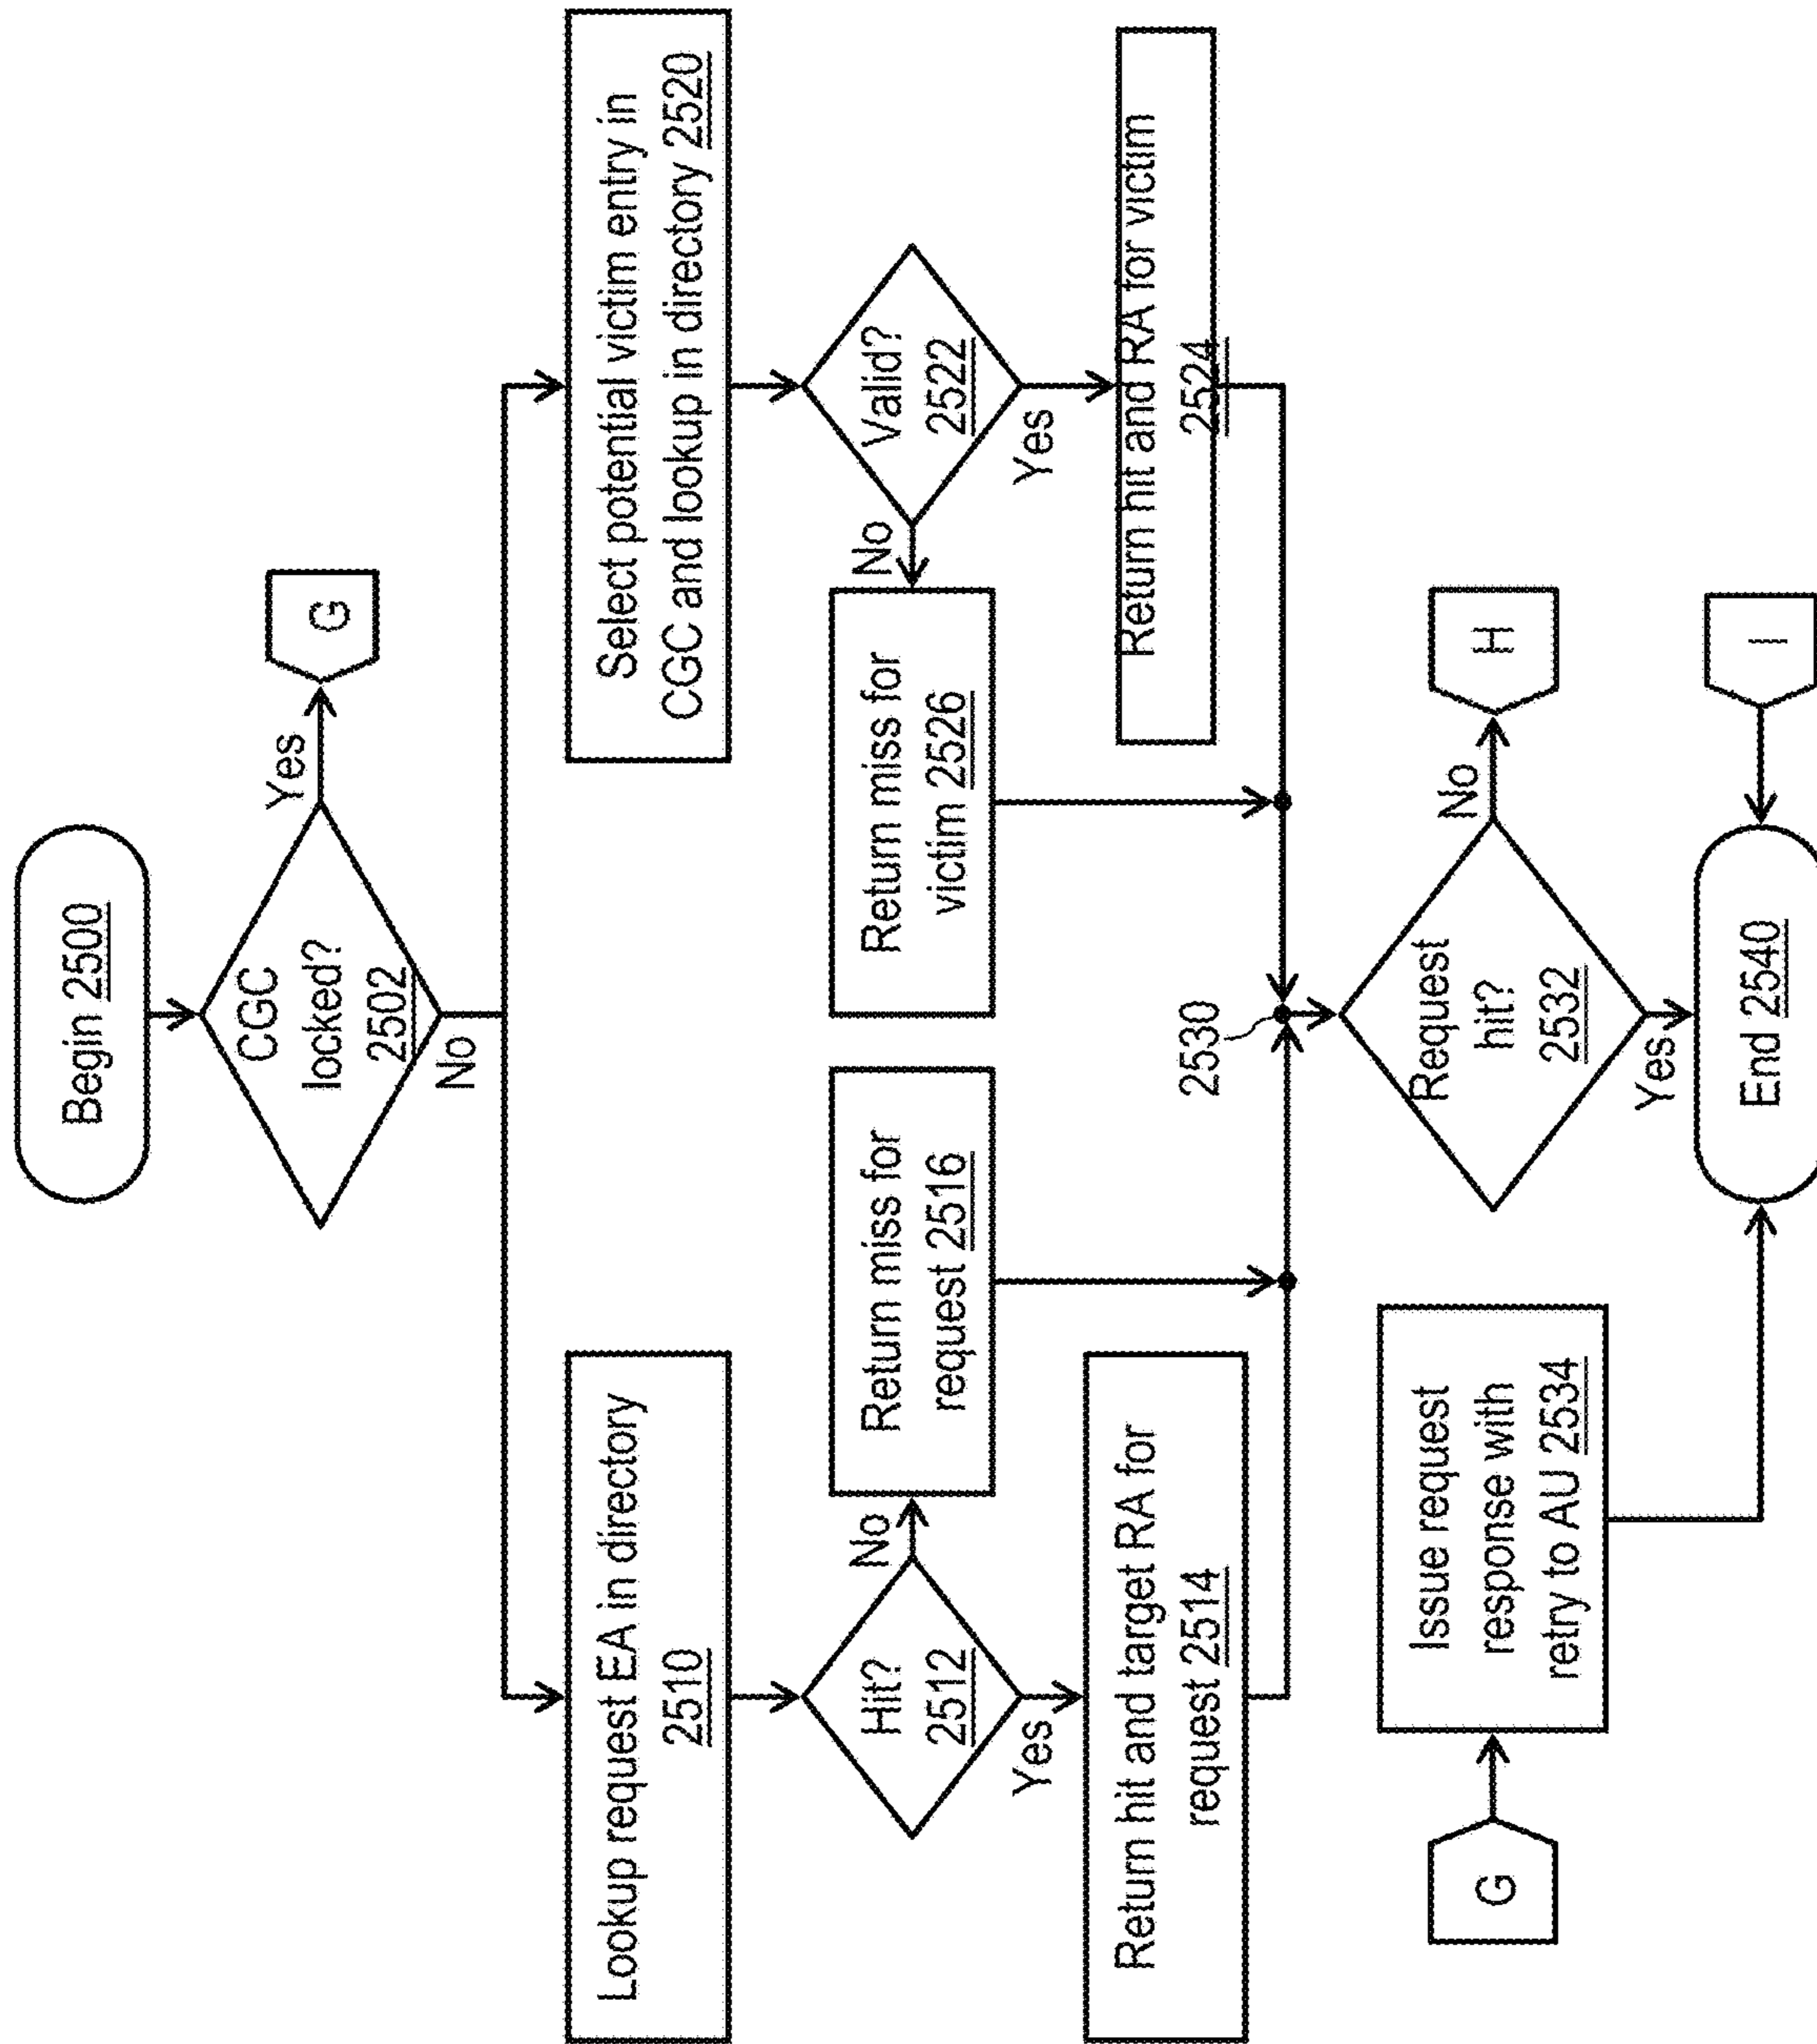 Begin 2500
CGC
locked?
2502
Yes
G
No
Lookup request EA in directory
2510
Select potential victim entry in
CGC and lookup in directory 2520
Hit?
2512
No
Yes
Return miss for
request 2516
Return miss for
victim 2526
Valid?
2522
No
Yes
Return hit and target RA for
request 2514
Return hit and RA for victim
2524
2530
G
Issue request
response with
retry to AU 2534
Request
hit?
2532
No
H
Yes
End 2540
I